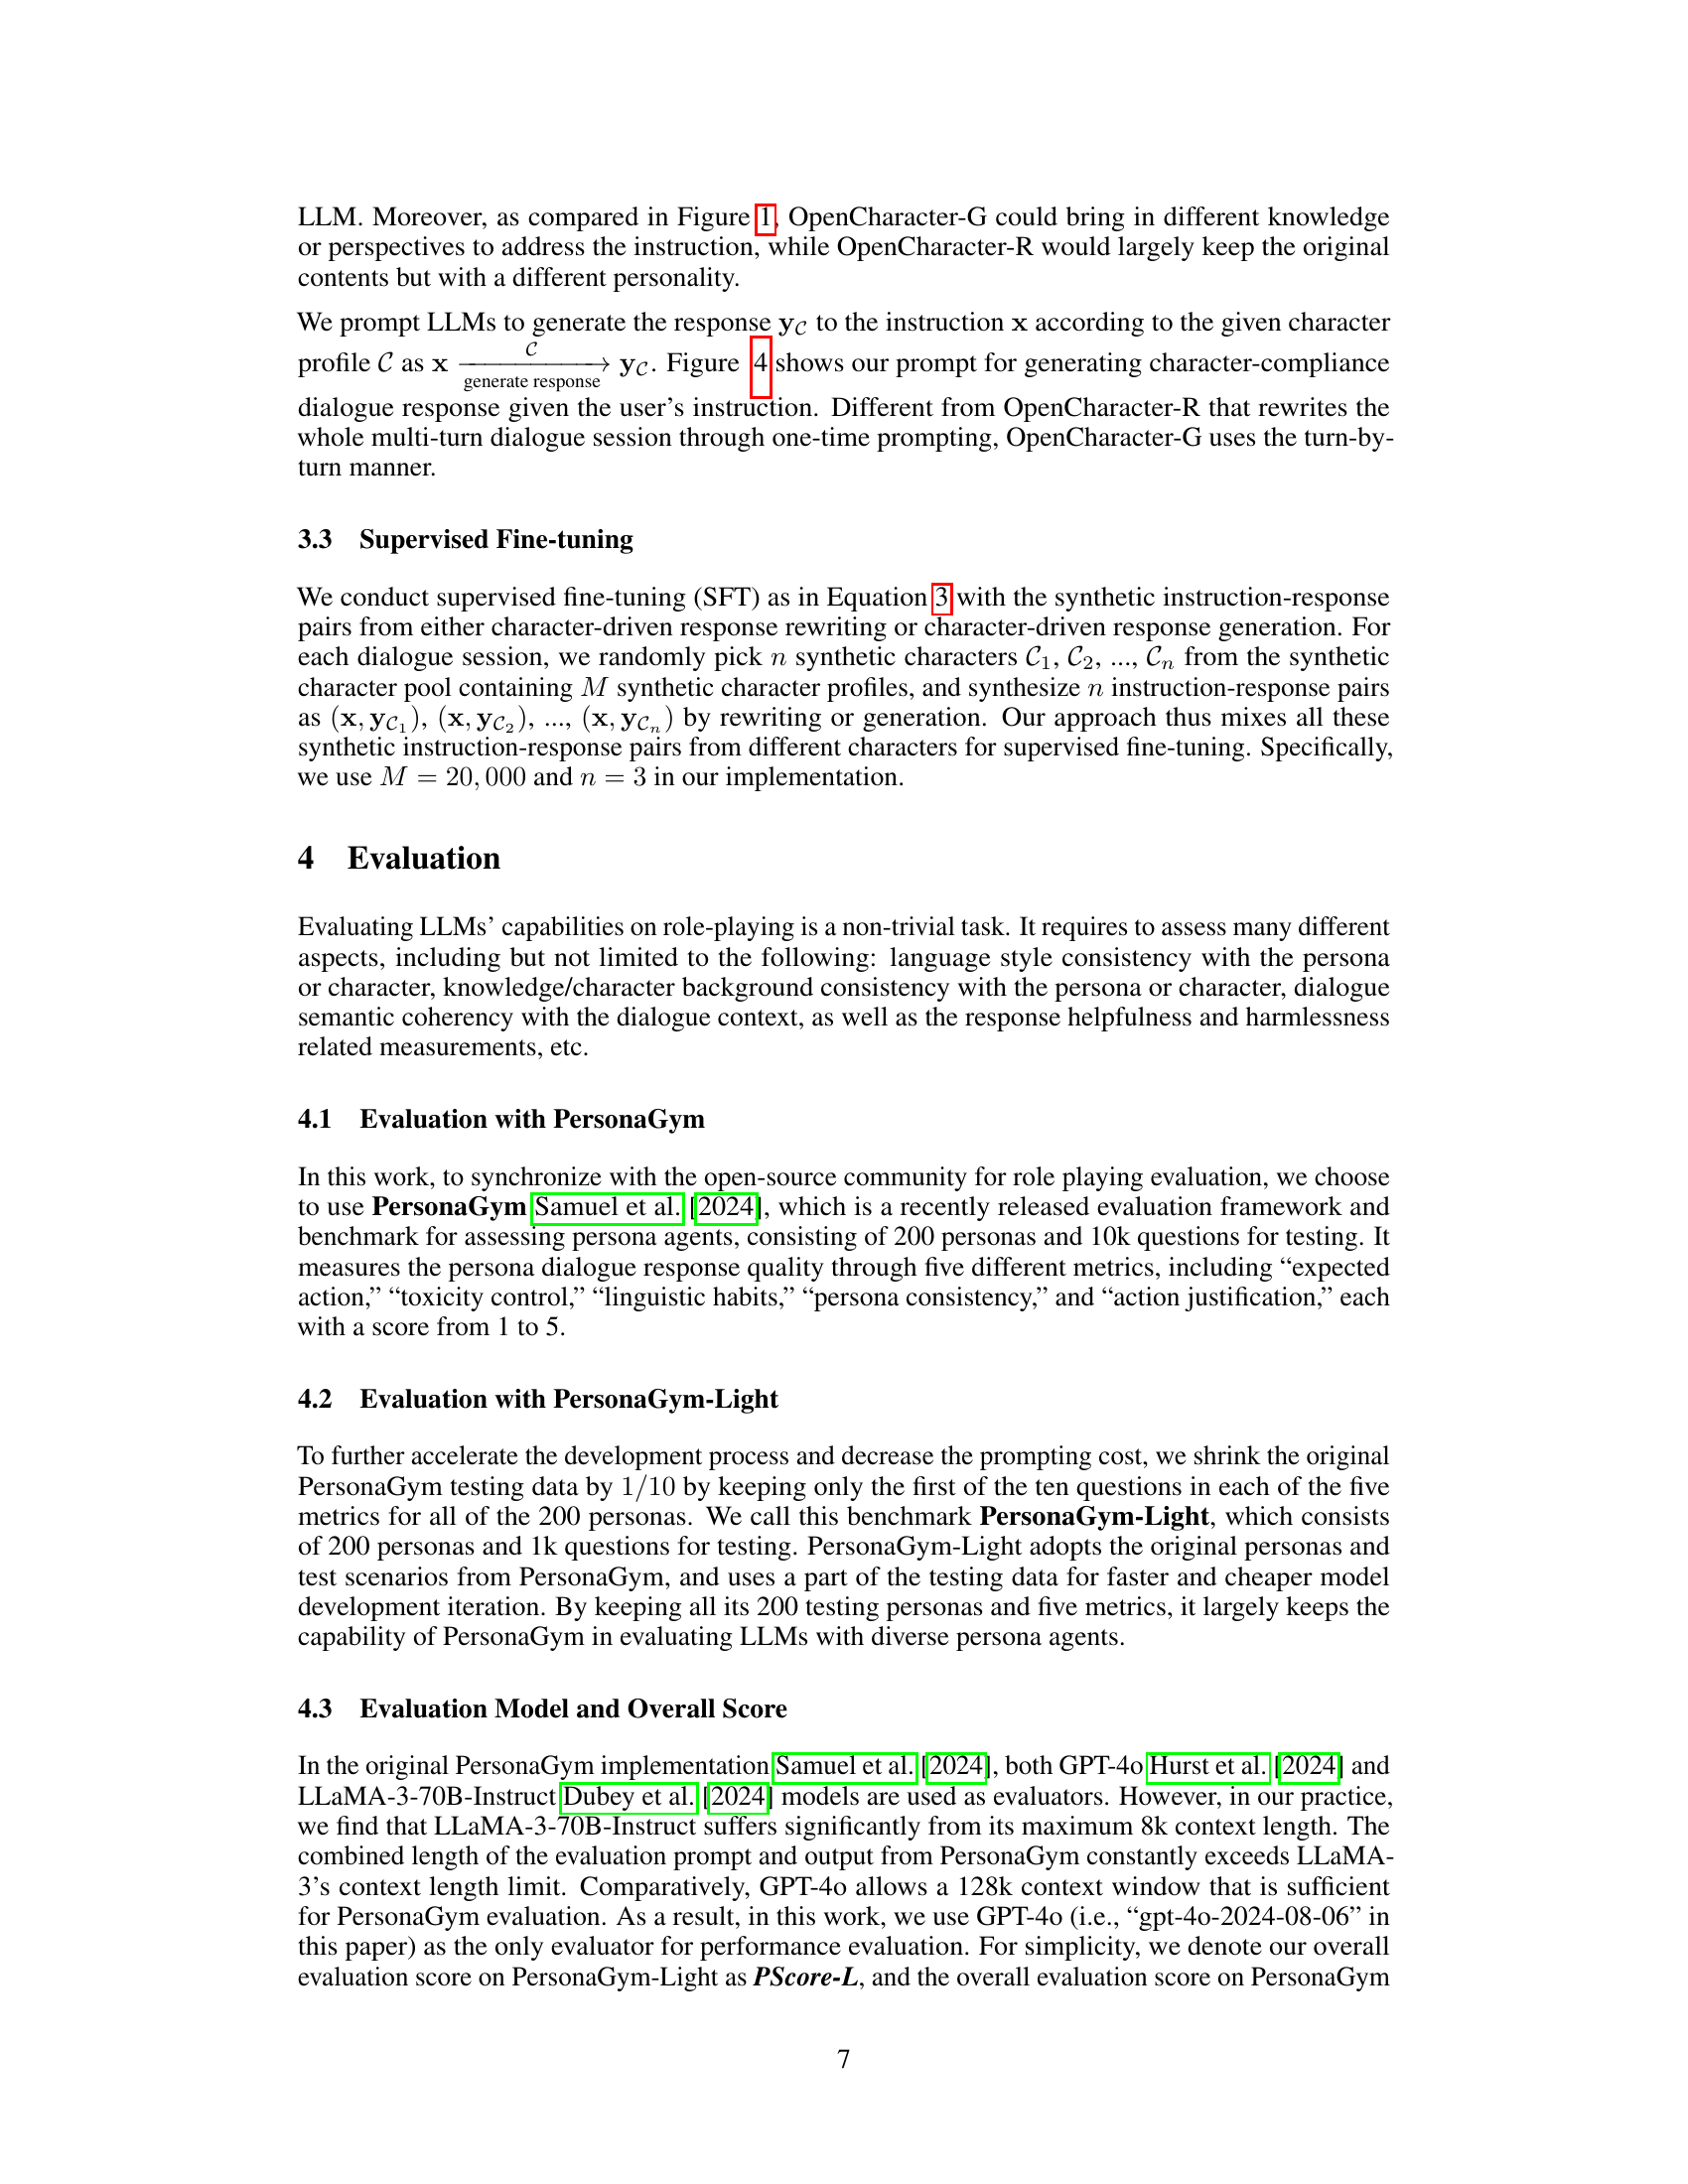 LLM. Moreover, as compared in Figure 1, OpenCharacter-G could bring in different knowledge
or perspectives to address the instruction, while OpenCharacter-R would largely keep the original
contents but with a different personality.
We prompt LLMs to generate the response y_C to the instruction x according to the given character
profile C as x \xrightarrow[generate response]{C} y_C. Figure 4 shows our prompt for generating character-compliance
dialogue response given the user's instruction. Different from OpenCharacter-R that rewrites the
whole multi-turn dialogue session through one-time prompting, OpenCharacter-G uses the turn-by-
turn manner.
3.3 Supervised Fine-tuning
We conduct supervised fine-tuning (SFT) as in Equation 3 with the synthetic instruction-response
pairs from either character-driven response rewriting or character-driven response generation. For
each dialogue session, we randomly pick n synthetic characters C_1, C_2, ..., C_n from the synthetic
character pool containing M synthetic character profiles, and synthesize n instruction-response pairs
as (x, y_{C_1}), (x, y_{C_2}), ..., (x, y_{C_n}) by rewriting or generation. Our approach thus mixes all these
synthetic instruction-response pairs from different characters for supervised fine-tuning. Specifically,
we use M = 20, 000 and n = 3 in our implementation.
4 Evaluation
Evaluating LLMs' capabilities on role-playing is a non-trivial task. It requires to assess many different
aspects, including but not limited to the following: language style consistency with the persona
or character, knowledge/character background consistency with the persona or character, dialogue
semantic coherency with the dialogue context, as well as the response helpfulness and harmlessness
related measurements, etc.
4.1 Evaluation with PersonaGym
In this work, to synchronize with the open-source community for role playing evaluation, we choose
to use PersonaGym Samuel et al. [2024], which is a recently released evaluation framework and
benchmark for assessing persona agents, consisting of 200 personas and 10k questions for testing. It
measures the persona dialogue response quality through five different metrics, including “expected
action,” “toxicity control,” “linguistic habits,” “persona consistency,” and “action justification,” each
with a score from 1 to 5.
4.2 Evaluation with PersonaGym-Light
To further accelerate the development process and decrease the prompting cost, we shrink the original
PersonaGym testing data by 1/10 by keeping only the first of the ten questions in each of the five
metrics for all of the 200 personas. We call this benchmark PersonaGym-Light, which consists
of 200 personas and 1k questions for testing. PersonaGym-Light adopts the original personas and
test scenarios from PersonaGym, and uses a part of the testing data for faster and cheaper model
development iteration. By keeping all its 200 testing personas and five metrics, it largely keeps the
capability of PersonaGym in evaluating LLMs with diverse persona agents.
4.3 Evaluation Model and Overall Score
In the original PersonaGym implementation Samuel et al. [2024], both GPT-4o Hurst et al. [2024] and
LLaMA-3-70B-Instruct Dubey et al. [2024] models are used as evaluators. However, in our practice,
we find that LLaMA-3-70B-Instruct suffers significantly from its maximum 8k context length. The
combined length of the evaluation prompt and output from PersonaGym constantly exceeds LLaMA-
3's context length limit. Comparatively, GPT-4o allows a 128k context window that is sufficient
for PersonaGym evaluation. As a result, in this work, we use GPT-4o (i.e., “gpt-4o-2024-08-06” in
this paper) as the only evaluator for performance evaluation. For simplicity, we denote our overall
evaluation score on PersonaGym-Light as PScore-L, and the overall evaluation score on PersonaGym
7